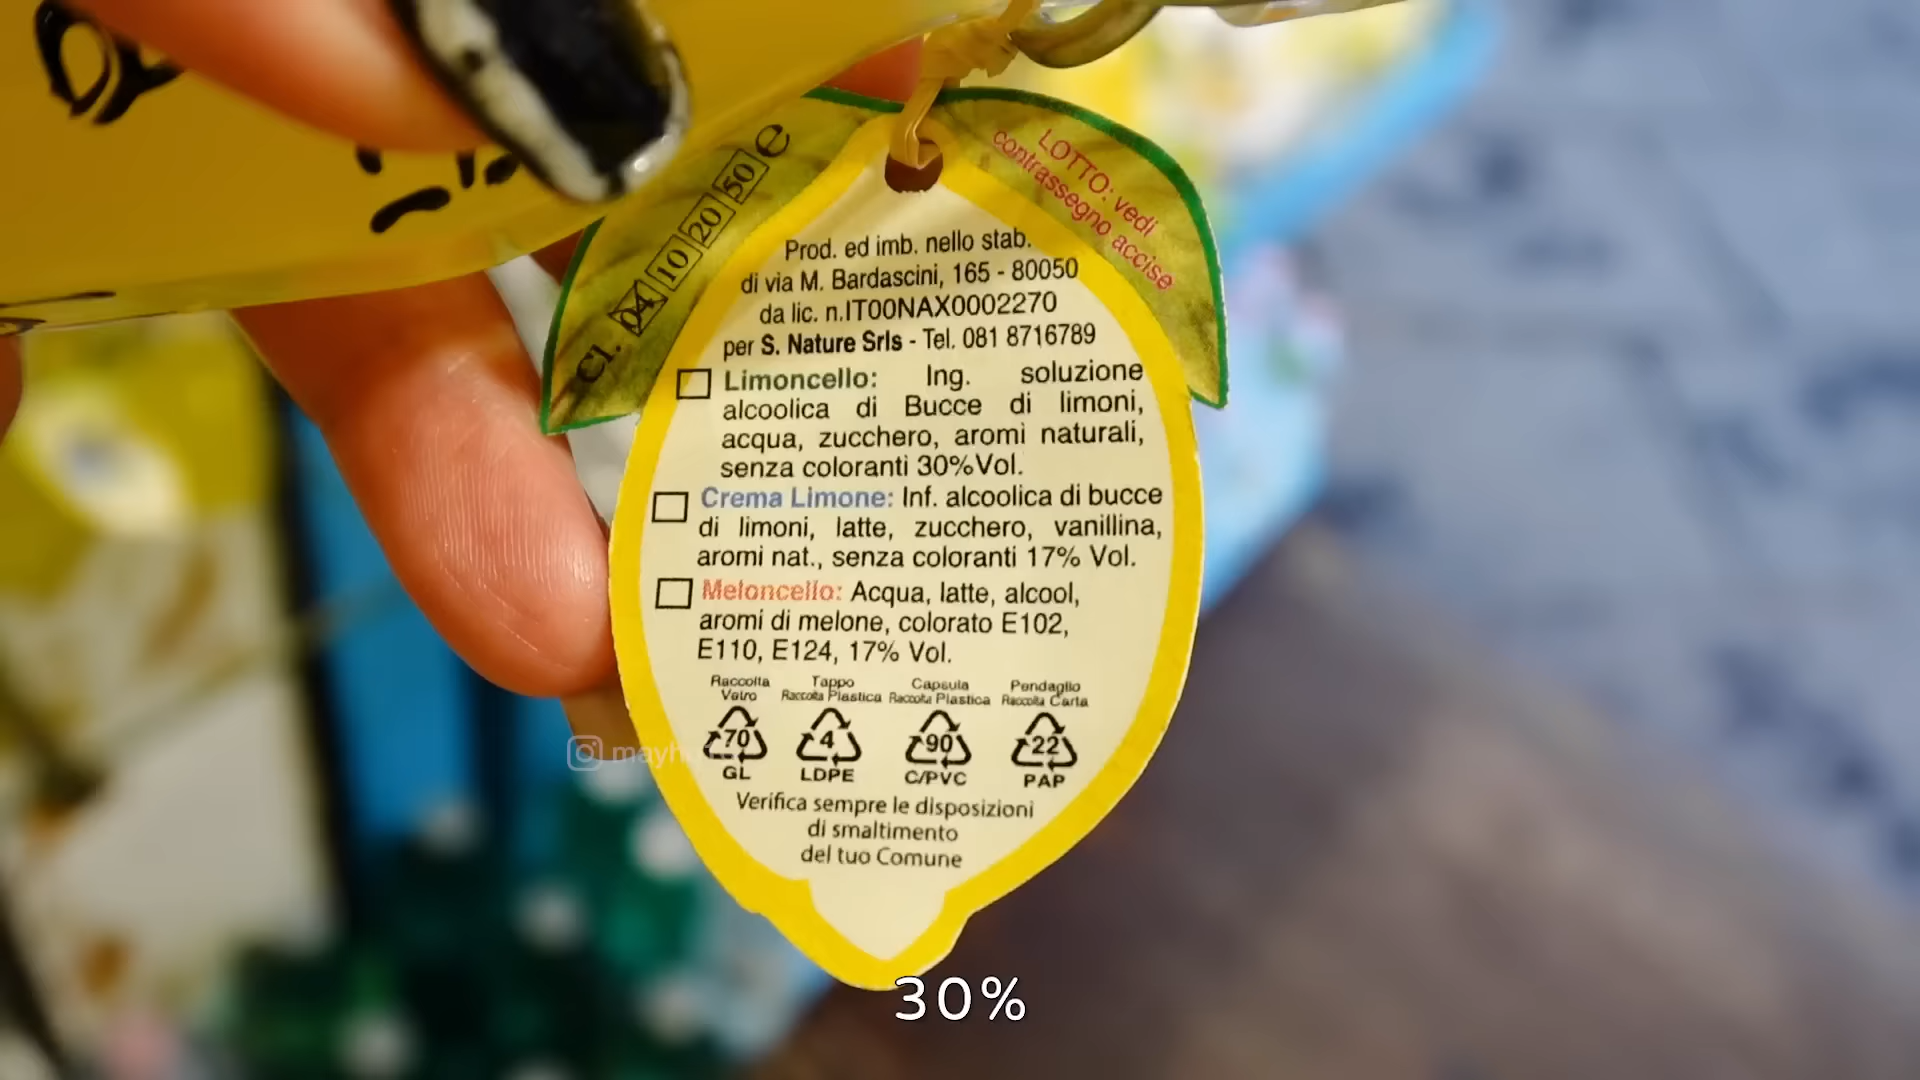 cl. 04 10 20 50 e
LOTTO: vedi
contrassegno accise
Prod. ed imb. nello stab.
di via M. Bardascini, 165 - 80050
da lic. n.IT00NAX0002270
per S. Nature Srls - Tel. 081 8716789
Limoncello: Ing. soluzione
alcoolica di Bucce di limoni,
acqua, zucchero, aromi naturali,
senza coloranti 30%Vol.
Crema Limone: Inf. alcoolica di bucce
di limoni, latte, zucchero, vanillina,
aromi nat., senza coloranti 17% Vol.
Meloncello: Acqua, latte, alcool,
aromi di melone, colorato E102,
E110, E124, 17% Vol.
Raccolta Tappo Capsula Pendaglio
Vetro Raccolta Plastica Raccolta Plastica Raccolta Carta
70 4 90 22
GL LDPE C/PVC PAP
Verifica sempre le disposizioni
di smaltimento
del tuo Comune
30%